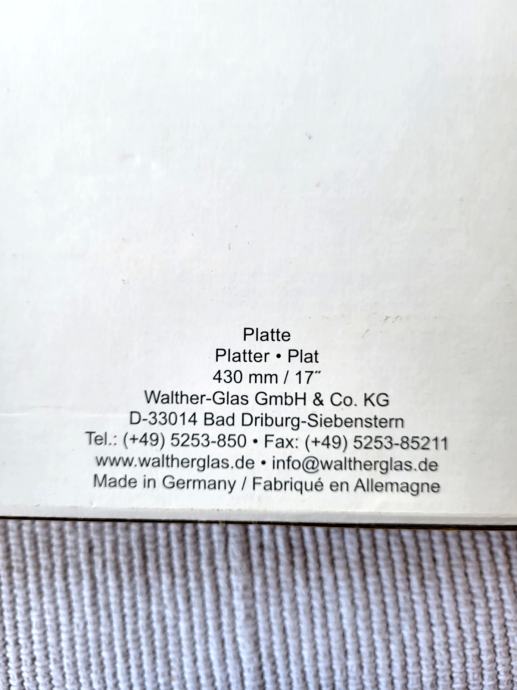 Platte
Platter • Plat
430 mm / 17˝
Walther-Glas GmbH & Co. KG
D-33014 Bad Driburg-Siebenstern
Tel.: (+49) 5253-850 • Fax: (+49) 5253-85211
www.waltherglas.de • info@waltherglas.de
Made in Germany / Fabriqué en Allemagne